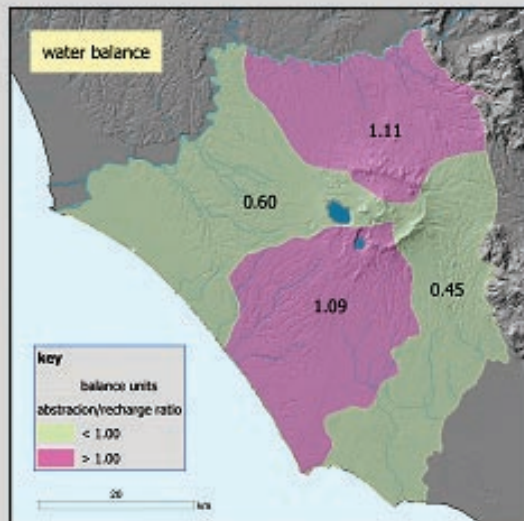 water balance
1.11
0.60
0.45
1.09
key
balance units
abstracion/recharge ratio
< 1.00
> 1.00
20
km